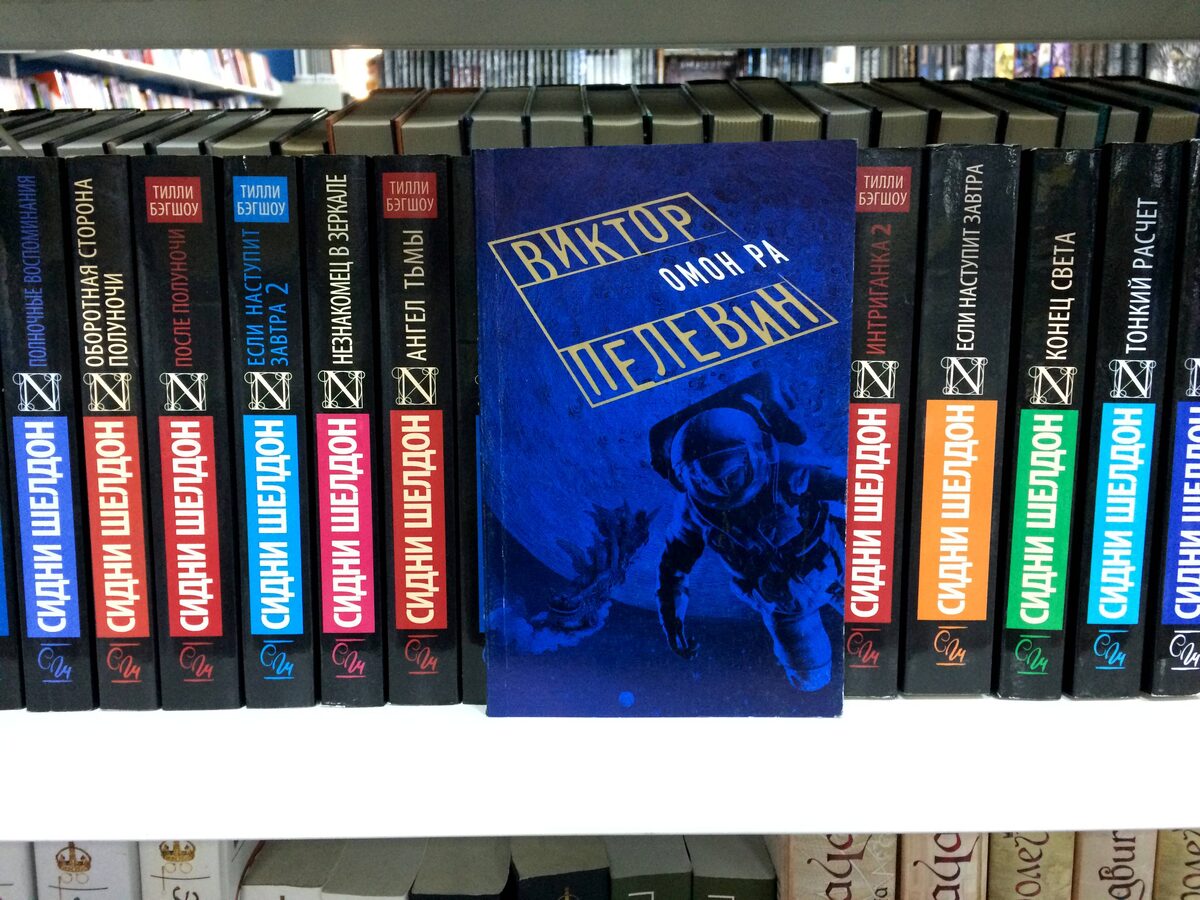 ПОЛНОЧНЫЕ ВОСПОМИНАНИЯ
СИДНИ ШЕЛДОН
ОБОРОТНАЯ СТОРОНА
ПОЛУНОЧИ
СИДНИ ШЕЛДОН
ТИЛЛИ
БЭГШОУ
ПОСЛЕ ПОЛУНОЧИ
СИДНИ ШЕЛДОН
ТИЛЛИ
БЭГШОУ
ЕСЛИ НАСТУПИТ
ЗАВТРА 2
СИДНИ ШЕЛДОН
НЕЗНАКОМЕЦ В ЗЕРКАЛЕ
СИДНИ ШЕЛДОН
ТИЛЛИ
БЭГШОУ
АНГЕЛ ТЬМЫ
СИДНИ ШЕЛДОН
ВИКТОР
ОМОН РА
ПЕЛЕВИН
ТИЛЛИ
БЭГШОУ
ИНТРИГАНКА 2
СИДНИ ШЕЛДОН
ЕСЛИ НАСТУПИТ ЗАВТРА
СИДНИ ШЕЛДОН
КОНЕЦ СВЕТА
СИДНИ ШЕЛДОН
ТОНКИЙ РАСЧЕТ
СИДНИ ШЕЛДОН
СИДНИ ШЕЛДОН